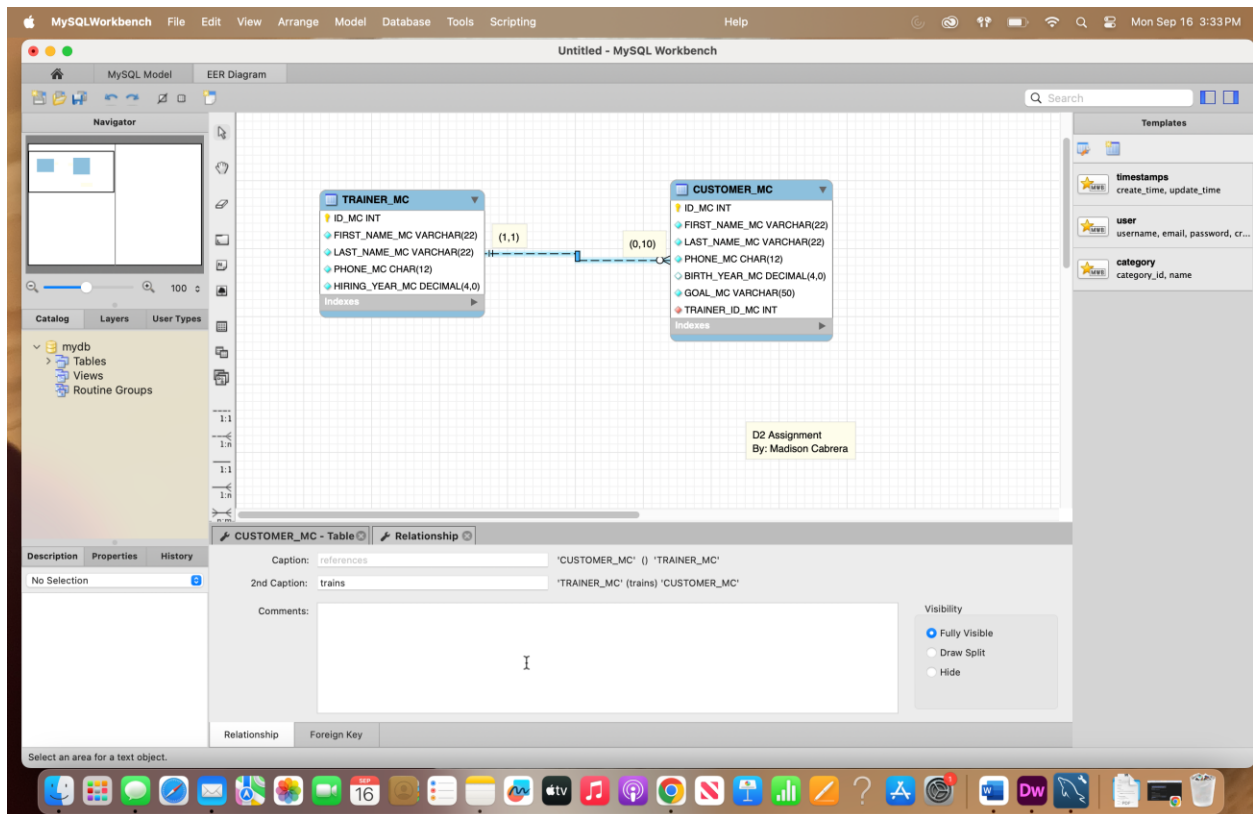 MySQLWorkbench File Edit View Arrange Model Database Tools Scripting Help Mon Sep 16 3:33 PM
Untitled - MySQL Workbench
MySQL Model EER Diagram
Search
Navigator
100
Catalog Layers User Types
mydb
Tables
Views
Routine Groups
Description Properties History
No Selection
1:1
1:n
1:1
1:n
n:m
TRAINER_MC
ID_MC INT
FIRST_NAME_MC VARCHAR(22)
LAST_NAME_MC VARCHAR(22)
PHONE_MC CHAR(12)
HIRING_YEAR_MC DECIMAL(4,0)
Indexes
(1,1)
(0,10)
CUSTOMER_MC
ID_MC INT
FIRST_NAME_MC VARCHAR(22)
LAST_NAME_MC VARCHAR(22)
PHONE_MC CHAR(12)
BIRTH_YEAR_MC DECIMAL(4,0)
GOAL_MC VARCHAR(50)
TRAINER_ID_MC INT
Indexes
D2 Assignment
By: Madison Cabrera
Templates
timestamps
create_time, update_time
user
username, email, password, cr...
category
category_id, name
CUSTOMER_MC - Table Relationship
Caption: references 'CUSTOMER_MC' () 'TRAINER_MC'
2nd Caption: trains 'TRAINER_MC' (trains) 'CUSTOMER_MC'
Comments:
Visibility
Fully Visible
Draw Split
Hide
Relationship Foreign Key
Select an area for a text object.
SEP
16
tv
1
W
Dw